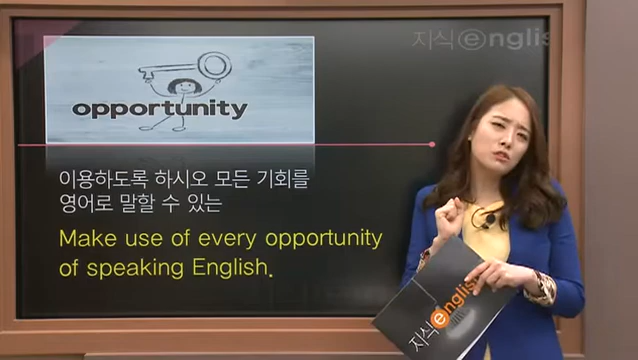 지식ⓔnglis
opportunity
이용하도록 하시오 모든 기회를
영어로 말할 수 있는
Make use of every opportunity
of speaking English.
지식ⓔnglish